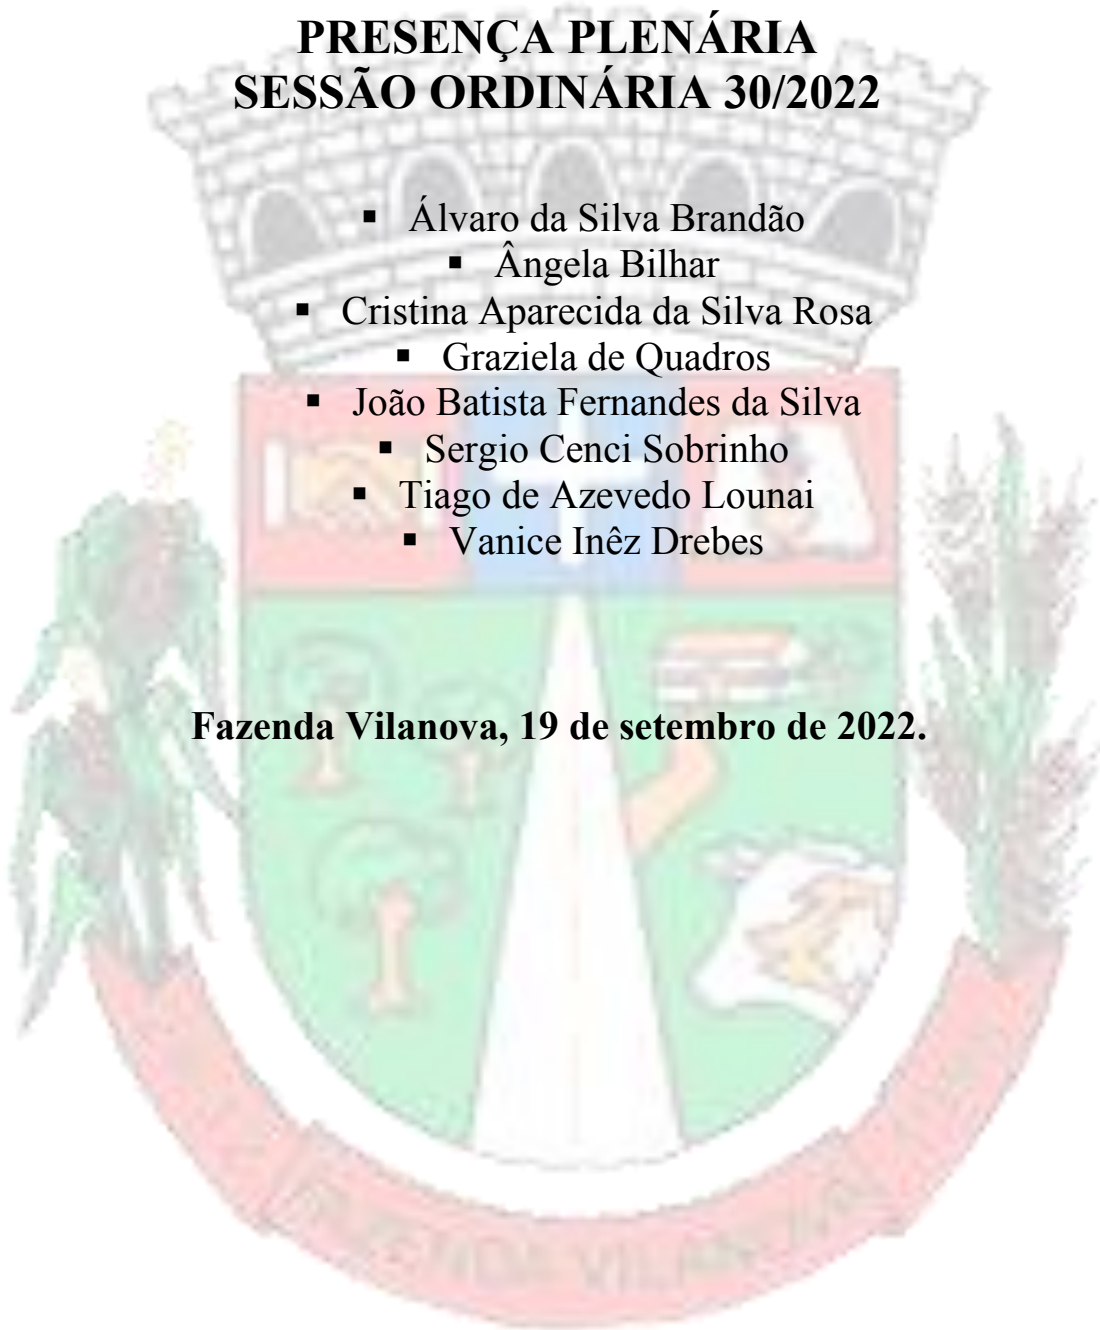 PRESENÇA PLENÁRIA
SESSÃO ORDINÁRIA 30/2022
▪ Álvaro da Silva Brandão
▪ Ângela Bilhar
▪ Cristina Aparecida da Silva Rosa
▪ Graziela de Quadros
▪ João Batista Fernandes da Silva
▪ Sergio Cenci Sobrinho
▪ Tiago de Azevedo Lounai
▪ Vanice Inêz Drebes
Fazenda Vilanova, 19 de setembro de 2022.
FAZENDA VILANOVA